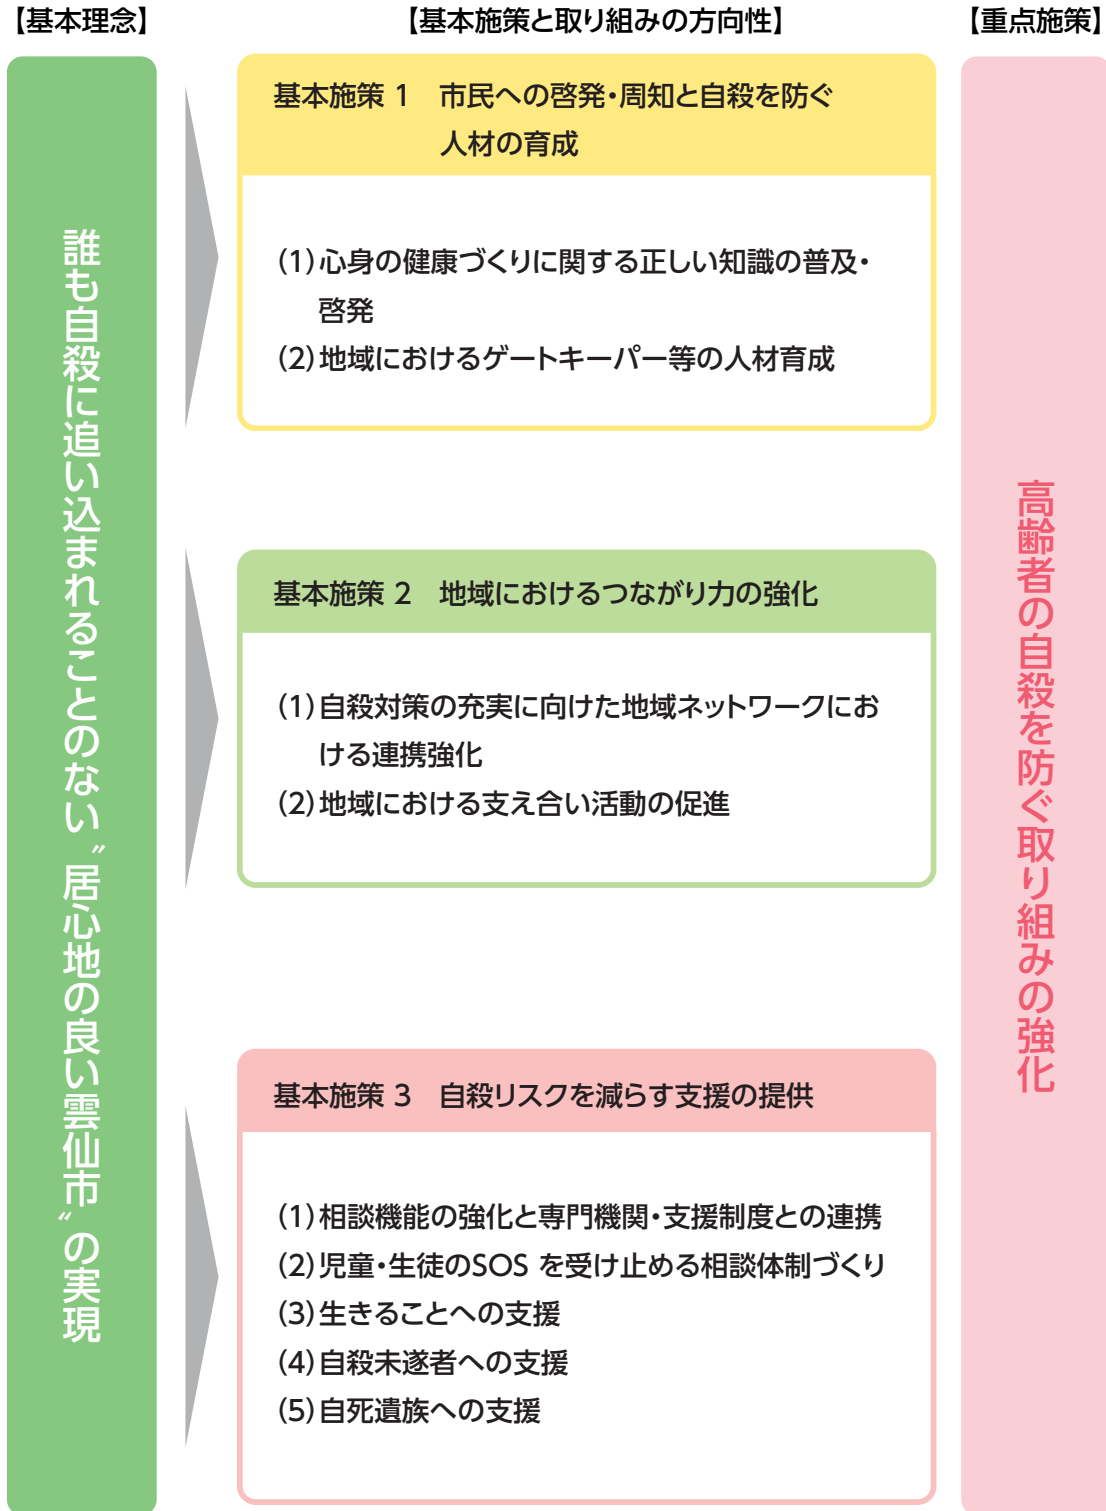 【基本理念】
【基本施策と取り組みの方向性】
【重点施策】
誰も自殺に追い込まれることのない〝居心地の良い雲仙市〟の実現
基本施策 1　市民への啓発・周知と自殺を防ぐ
人材の育成
(1)心身の健康づくりに関する正しい知識の普及・
啓発
(2)地域におけるゲートキーパー等の人材育成
基本施策 2　地域におけるつながり力の強化
(1)自殺対策の充実に向けた地域ネットワークにお
ける連携強化
(2)地域における支え合い活動の促進
基本施策 3　自殺リスクを減らす支援の提供
(1)相談機能の強化と専門機関・支援制度との連携
(2)児童・生徒のSOS を受け止める相談体制づくり
(3)生きることへの支援
(4)自殺未遂者への支援
(5)自死遺族への支援
高齢者の自殺を防ぐ取り組みの強化